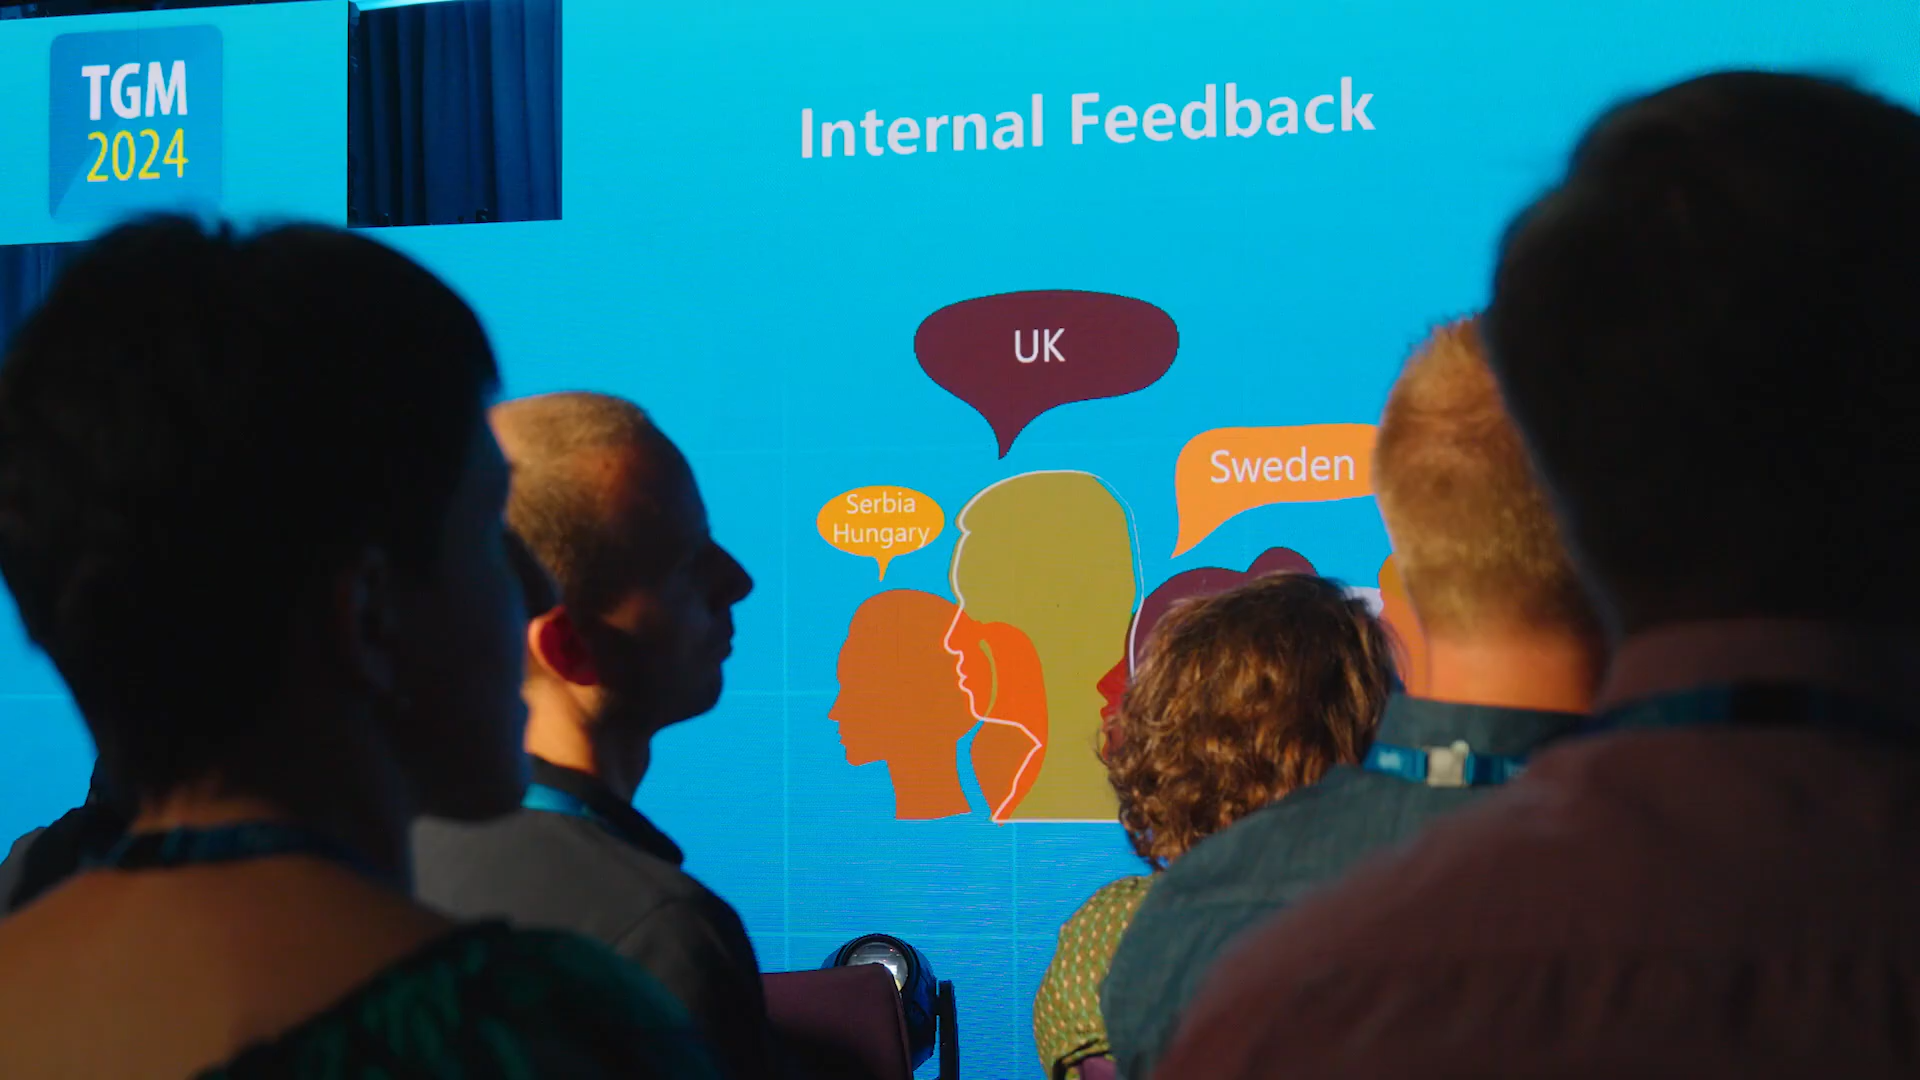 TGM
2024
Internal Feedback
UK
Sweden
Serbia
Hungary